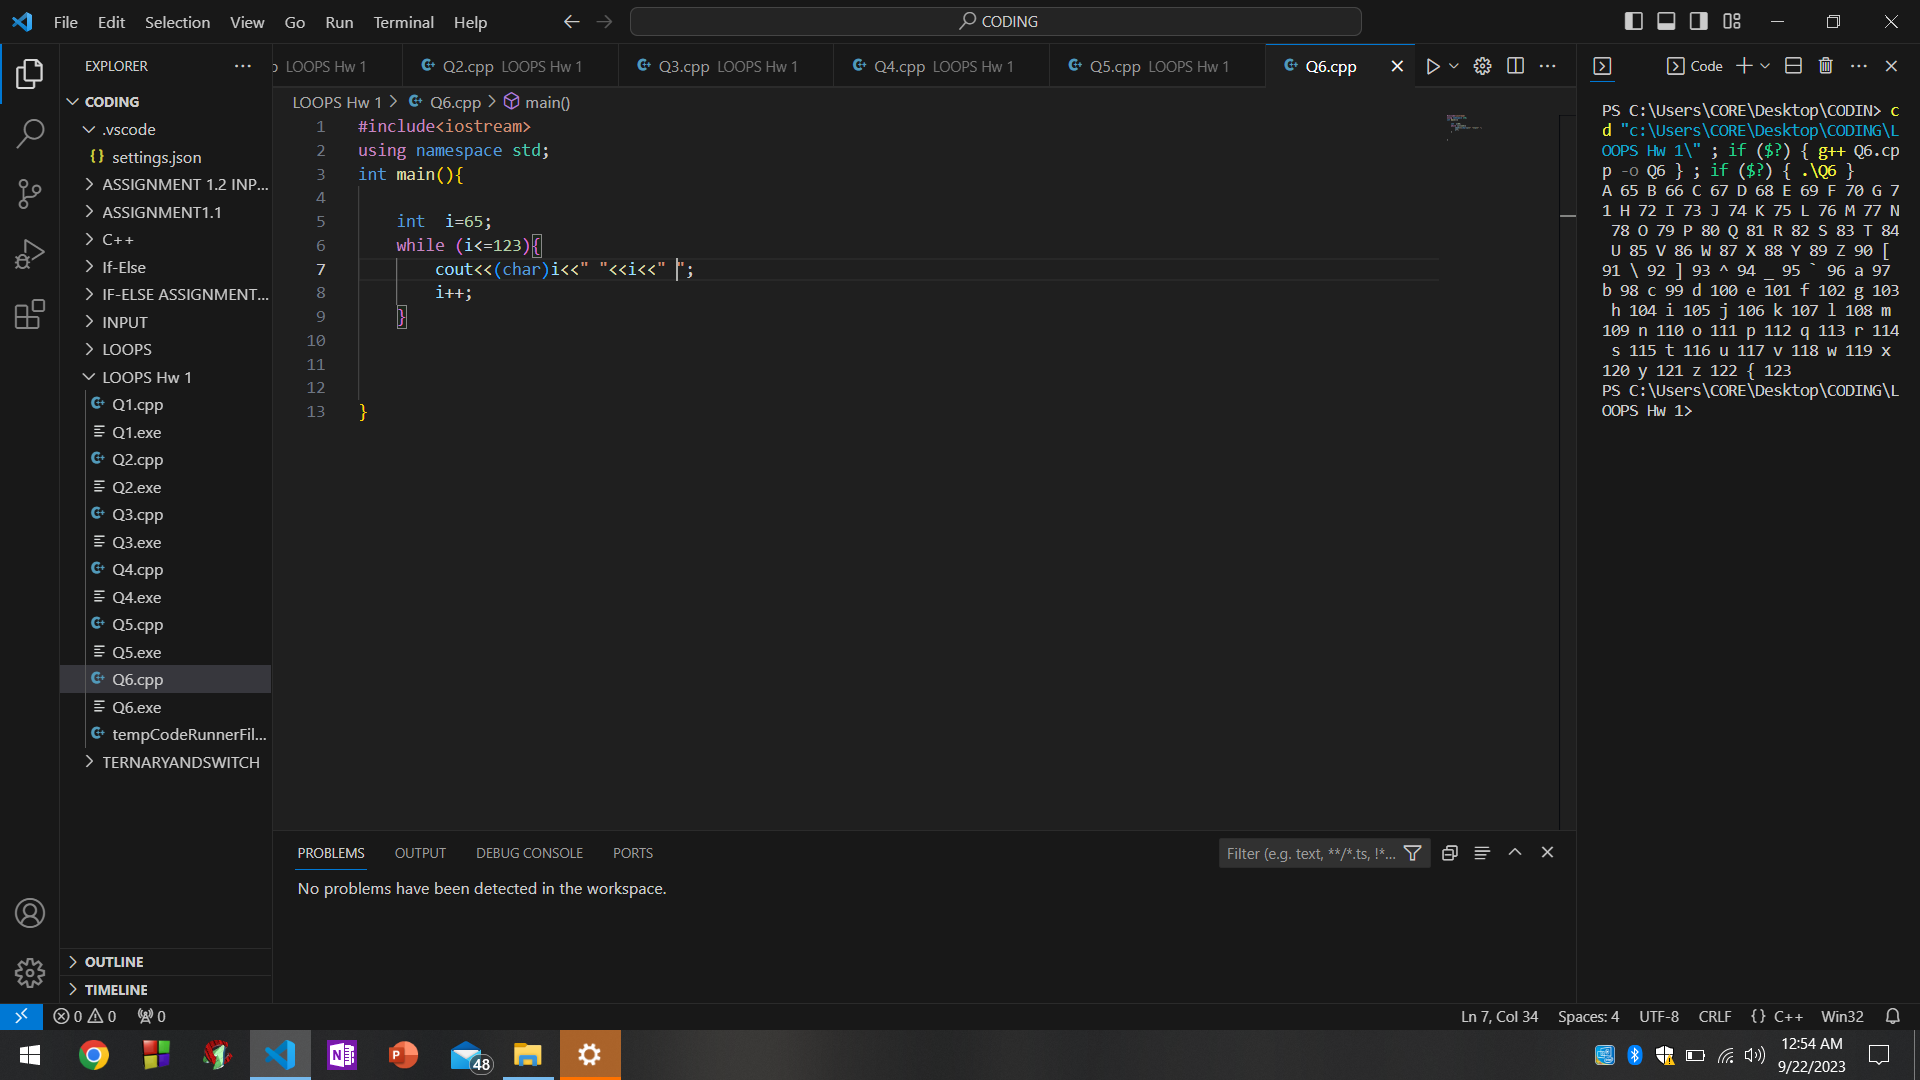 File Edit Selection View Go Run Terminal Help
CODING
EXPLORER
CODING
.vscode
settings.json
ASSIGNMENT 1.2 INP...
ASSIGNMENT1.1
C++
If-Else
IF-ELSE ASSIGNMENT...
INPUT
LOOPS
LOOPS Hw 1
Q1.cpp
Q1.exe
Q2.cpp
Q2.exe
Q3.cpp
Q3.exe
Q4.cpp
Q4.exe
Q5.cpp
Q5.exe
Q6.cpp
Q6.exe
tempCodeRunnerFil...
TERNARYANDSWITCH
OUTLINE
TIMELINE
LOOPS Hw 1 Q2.cpp LOOPS Hw 1 Q3.cpp LOOPS Hw 1 Q4.cpp LOOPS Hw 1 Q5.cpp LOOPS Hw 1 Q6.cpp
LOOPS Hw 1 > Q6.cpp > main()
1 #include<iostream>
2 using namespace std;
3 int main(){
4
5 int  i=65;
6 while (i<=123){
7 cout<<(char)i<<" "<<i<<" ";
8 i++;
9 }
10
11
12
13 }
Code
PS C:\Users\CORE\Desktop\CODIN> c
d "c:\Users\CORE\Desktop\CODING\L
OOPS Hw 1\" ; if ($?) { g++ Q6.cp
p -o Q6 } ; if ($?) { .\Q6 }
A 65 B 66 C 67 D 68 E 69 F 70 G 7
1 H 72 I 73 J 74 K 75 L 76 M 77 N
78 O 79 P 80 Q 81 R 82 S 83 T 84
U 85 V 86 W 87 X 88 Y 89 Z 90 [
91 \ 92 ] 93 ^ 94 _ 95 ` 96 a 97
b 98 c 99 d 100 e 101 f 102 g 103
h 104 i 105 j 106 k 107 l 108 m
109 n 110 o 111 p 112 q 113 r 114
s 115 t 116 u 117 v 118 w 119 x
120 y 121 z 122 { 123
PS C:\Users\CORE\Desktop\CODING\L
OOPS Hw 1>
PROBLEMS OUTPUT DEBUG CONSOLE PORTS
Filter (e.g. text, **/*.ts, !*...
No problems have been detected in the workspace.
0 0 0
Ln 7, Col 34 Spaces: 4 UTF-8 CRLF {} C++ Win32
48
12:54 AM
9/22/2023